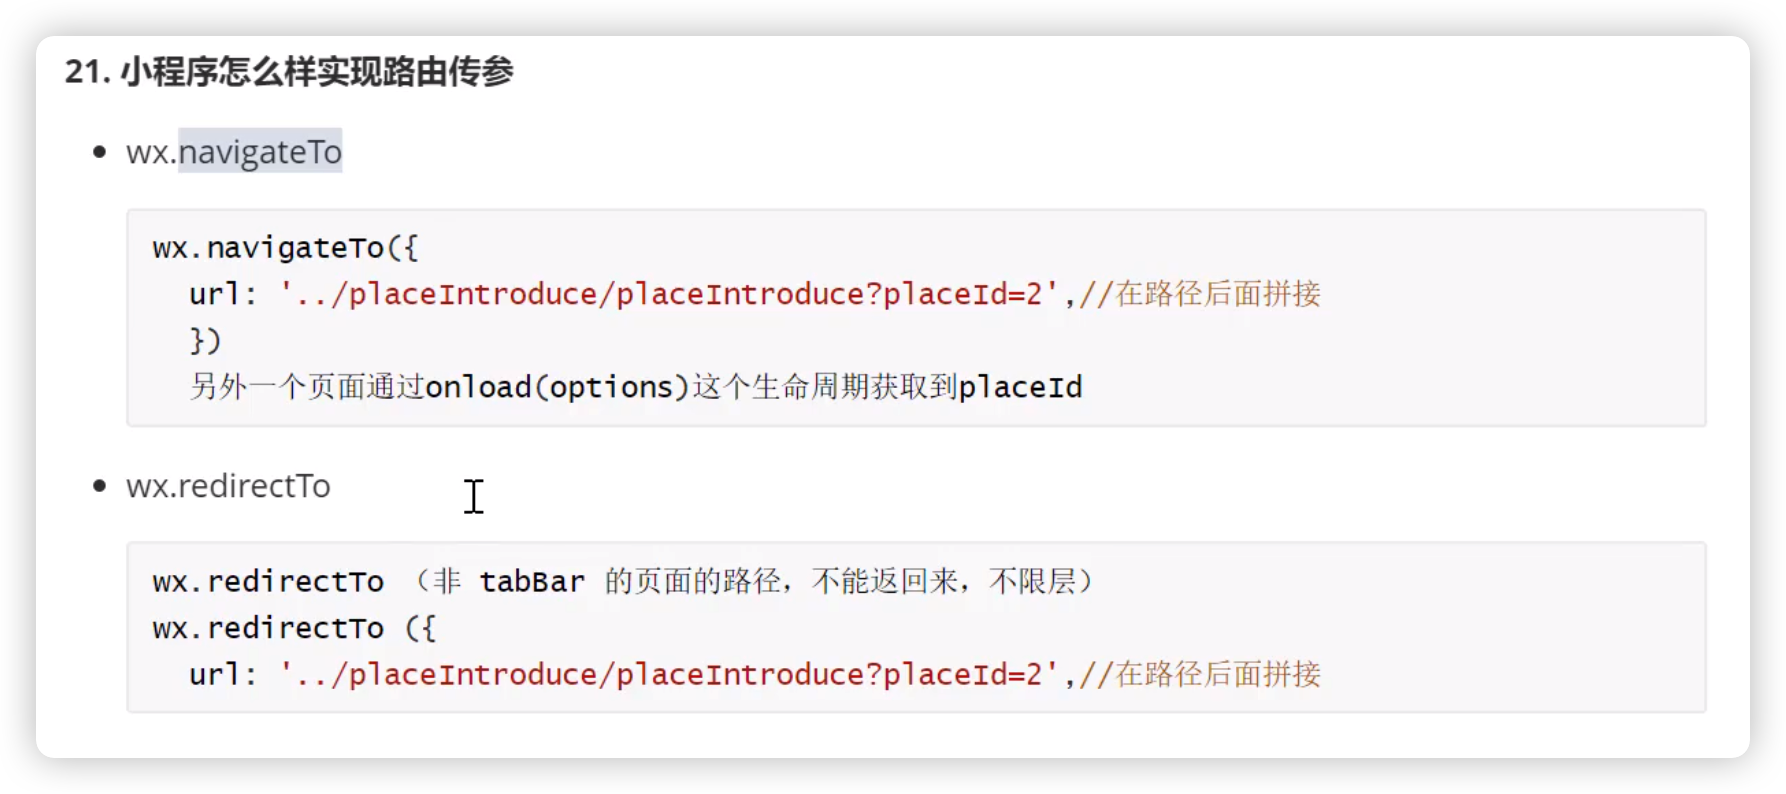 21. 小程序怎么样实现路由传参
wx.navigateTo
wx.navigateTo({
url: '../placeIntroduce/placeIntroduce?placeId=2',//在路径后面拼接
})
另外一个页面通过onload(options)这个生命周期获取到placeId
wx.redirectTo
wx.redirectTo （非 tabBar 的页面的路径，不能返回来，不限层）
wx.redirectTo ({
url: '../placeIntroduce/placeIntroduce?placeId=2',//在路径后面拼接